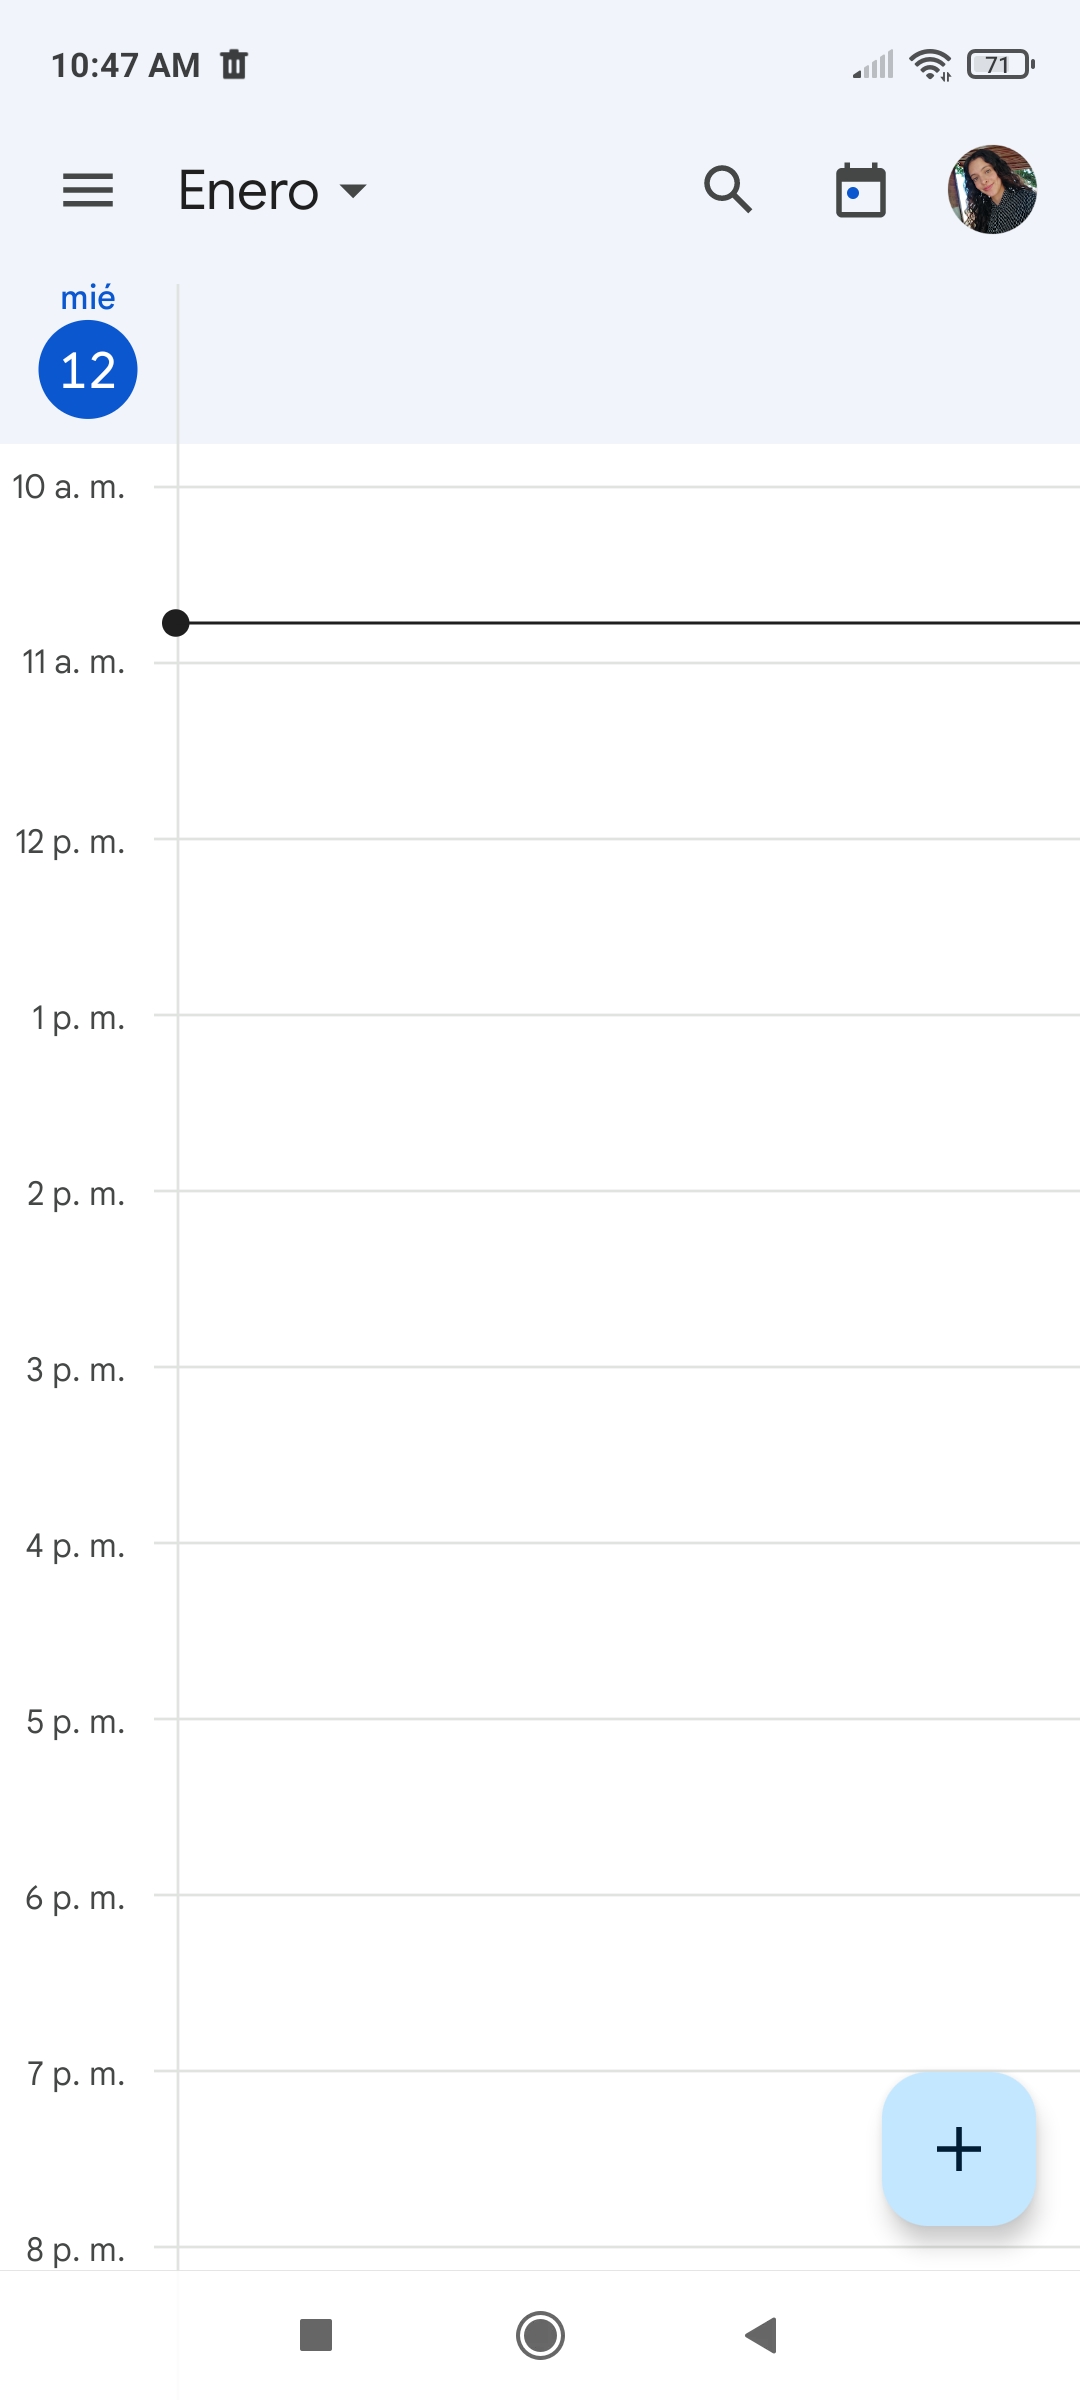 10:47 AM
71
Enero
mié
12
10 a. m.
11 a. m.
12 p. m.
1 p. m.
2 p. m.
3 p. m.
4 p. m.
5 p. m.
6 p. m.
7 p. m.
8 p. m.